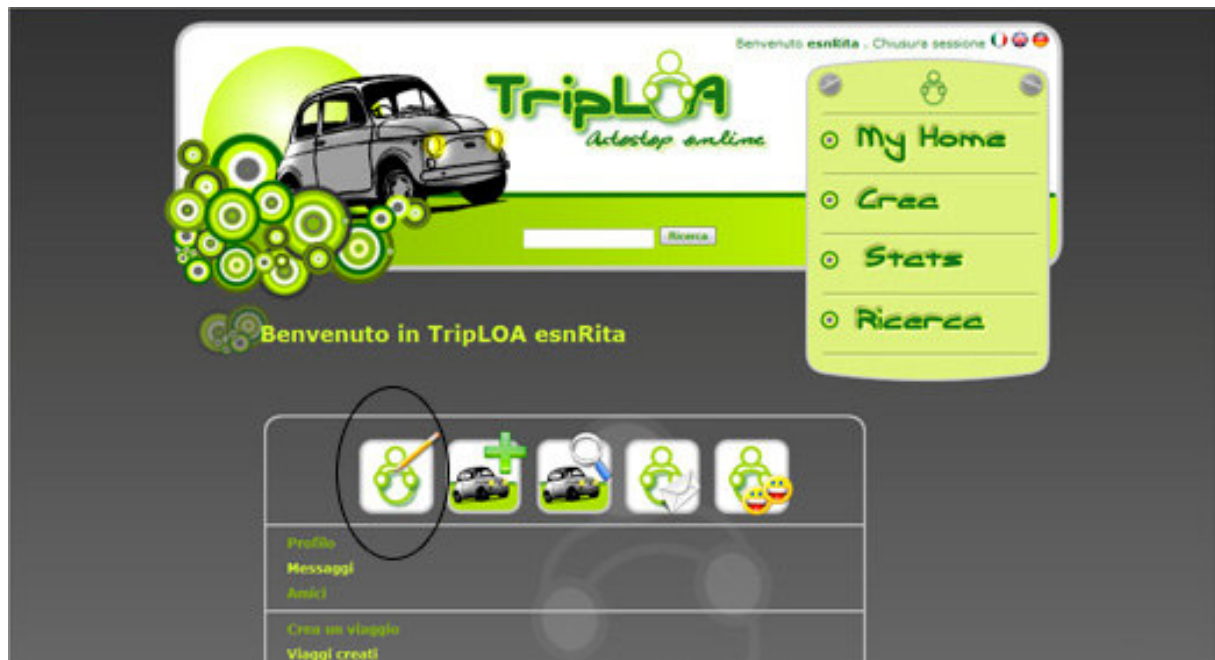 Benvenuto esnRita . Chiusura sessione
TripLOA
Autostop online
My Home
Crea
Stats
Ricerca
Ricerca
Benvenuto in TripLOA esnRita
Profilo
Messaggi
Amici
Crea un viaggio
Viaggi creati